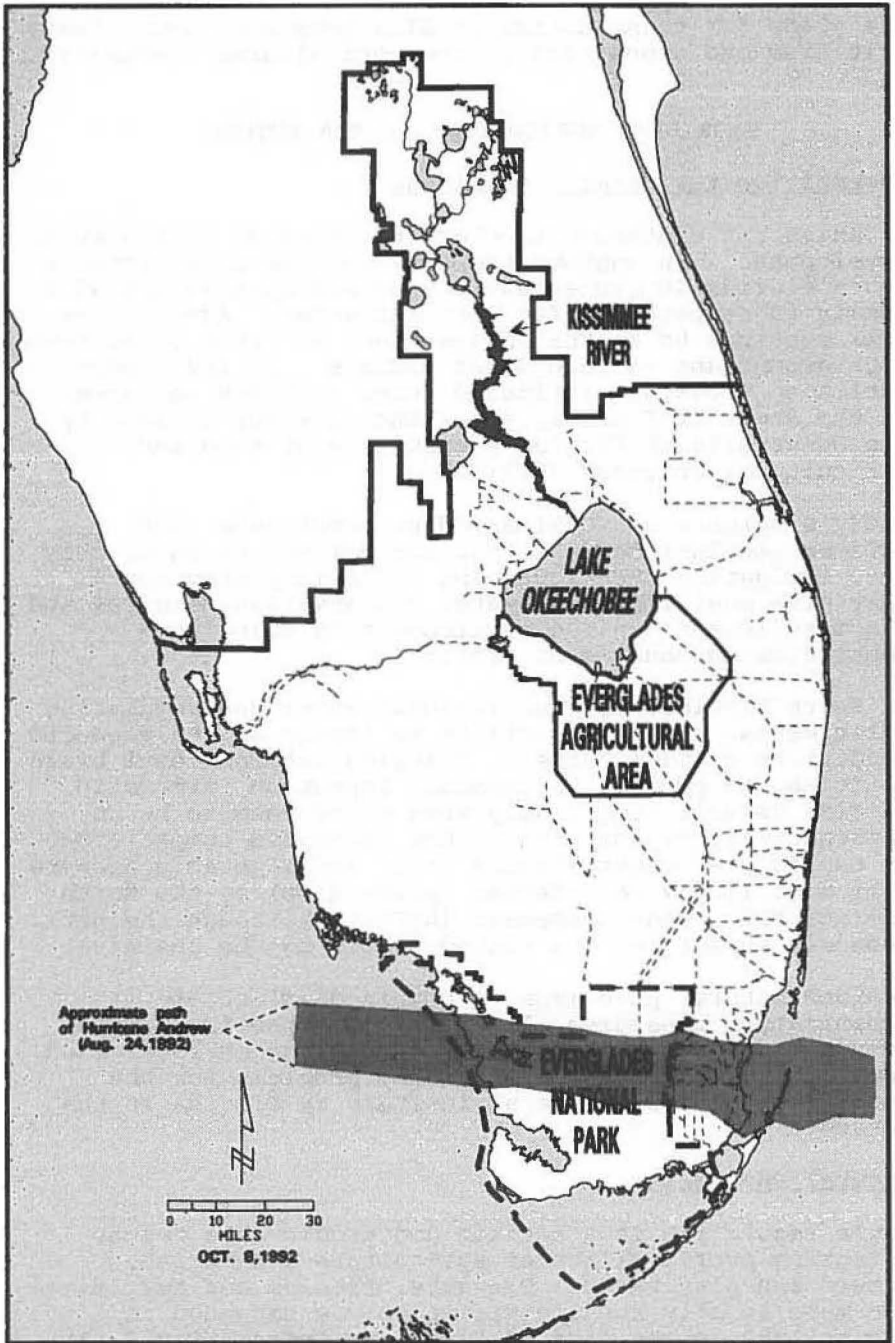 KISSIMMEE
RIVER
LAKE
OKEECHOBEE
EVERGLADES
AGRICULTURAL
AREA
Approximate path
of Hurricane Andrew
(Aug. 24,1992)
EVERGLADES
NATIONAL
PARK
0 10 20 30
MILES
OCT. 8,1992